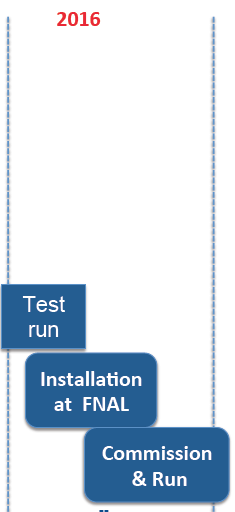 2016
Test
run
Installation
at FNAL
Commission
& Run